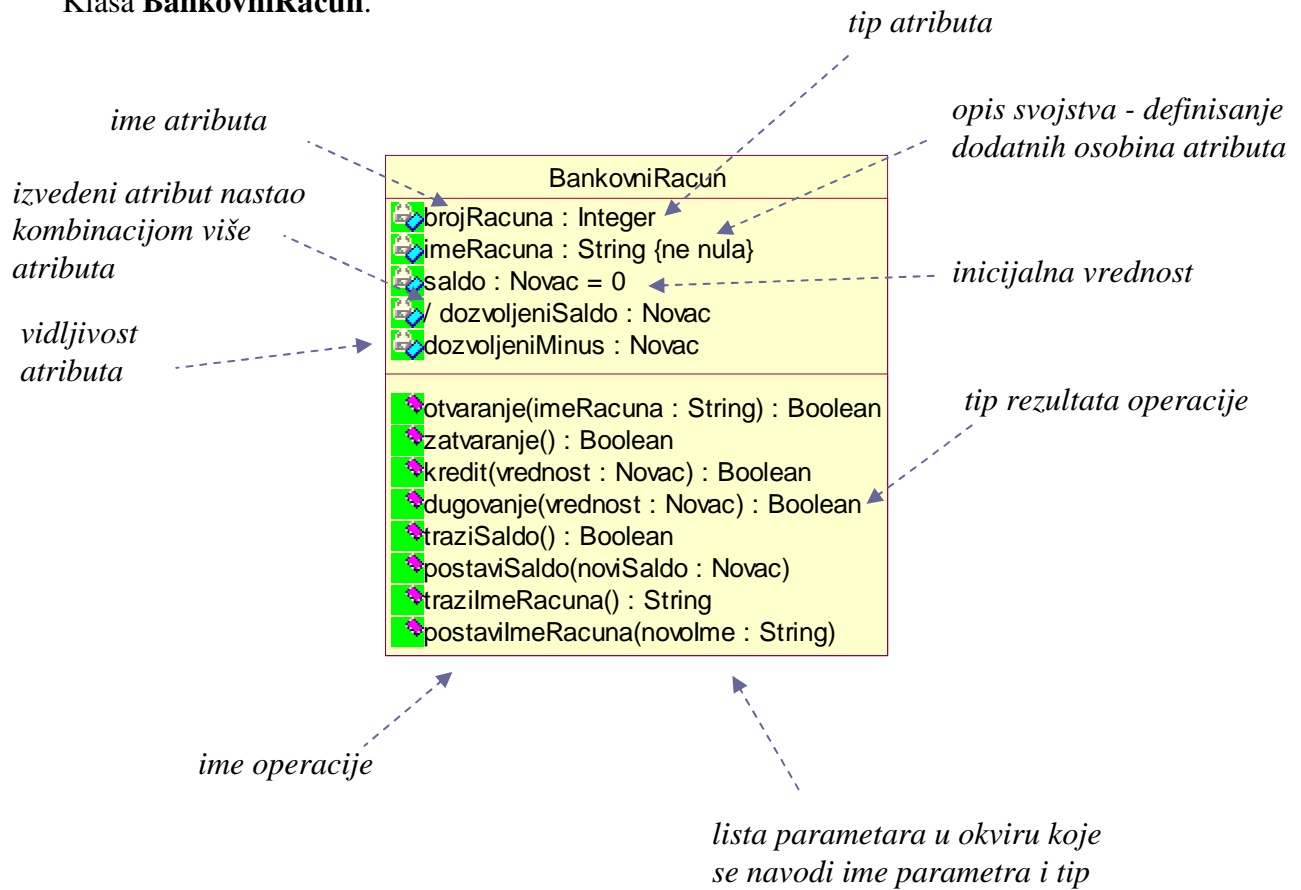 Klasa BankovniRacun.
tip atributa
ime atributa
opis svojstva - definisanje
dodatnih osobina atributa
izvedeni atribut nastao
kombinacijom više
atributa
inicijalna vrednost
vidljivost
atributa
BankovniRacun
brojRacuna : Integer
imeRacuna : String {ne nula}
saldo : Novac = 0
/ dozvoljeniSaldo : Novac
dozvoljeniMinus : Novac
otvaranje(imeRacuna : String) : Boolean
zatvaranje() : Boolean
kredit(vrednost : Novac) : Boolean
dugovanje(vrednost : Novac) : Boolean
traziSaldo() : Boolean
postaviSaldo(noviSaldo : Novac)
traziImeRacuna() : String
postaviImeRacuna(novoIme : String)
tip rezultata operacije
ime operacije
lista parametara u okviru koje
se navodi ime parametra i tip